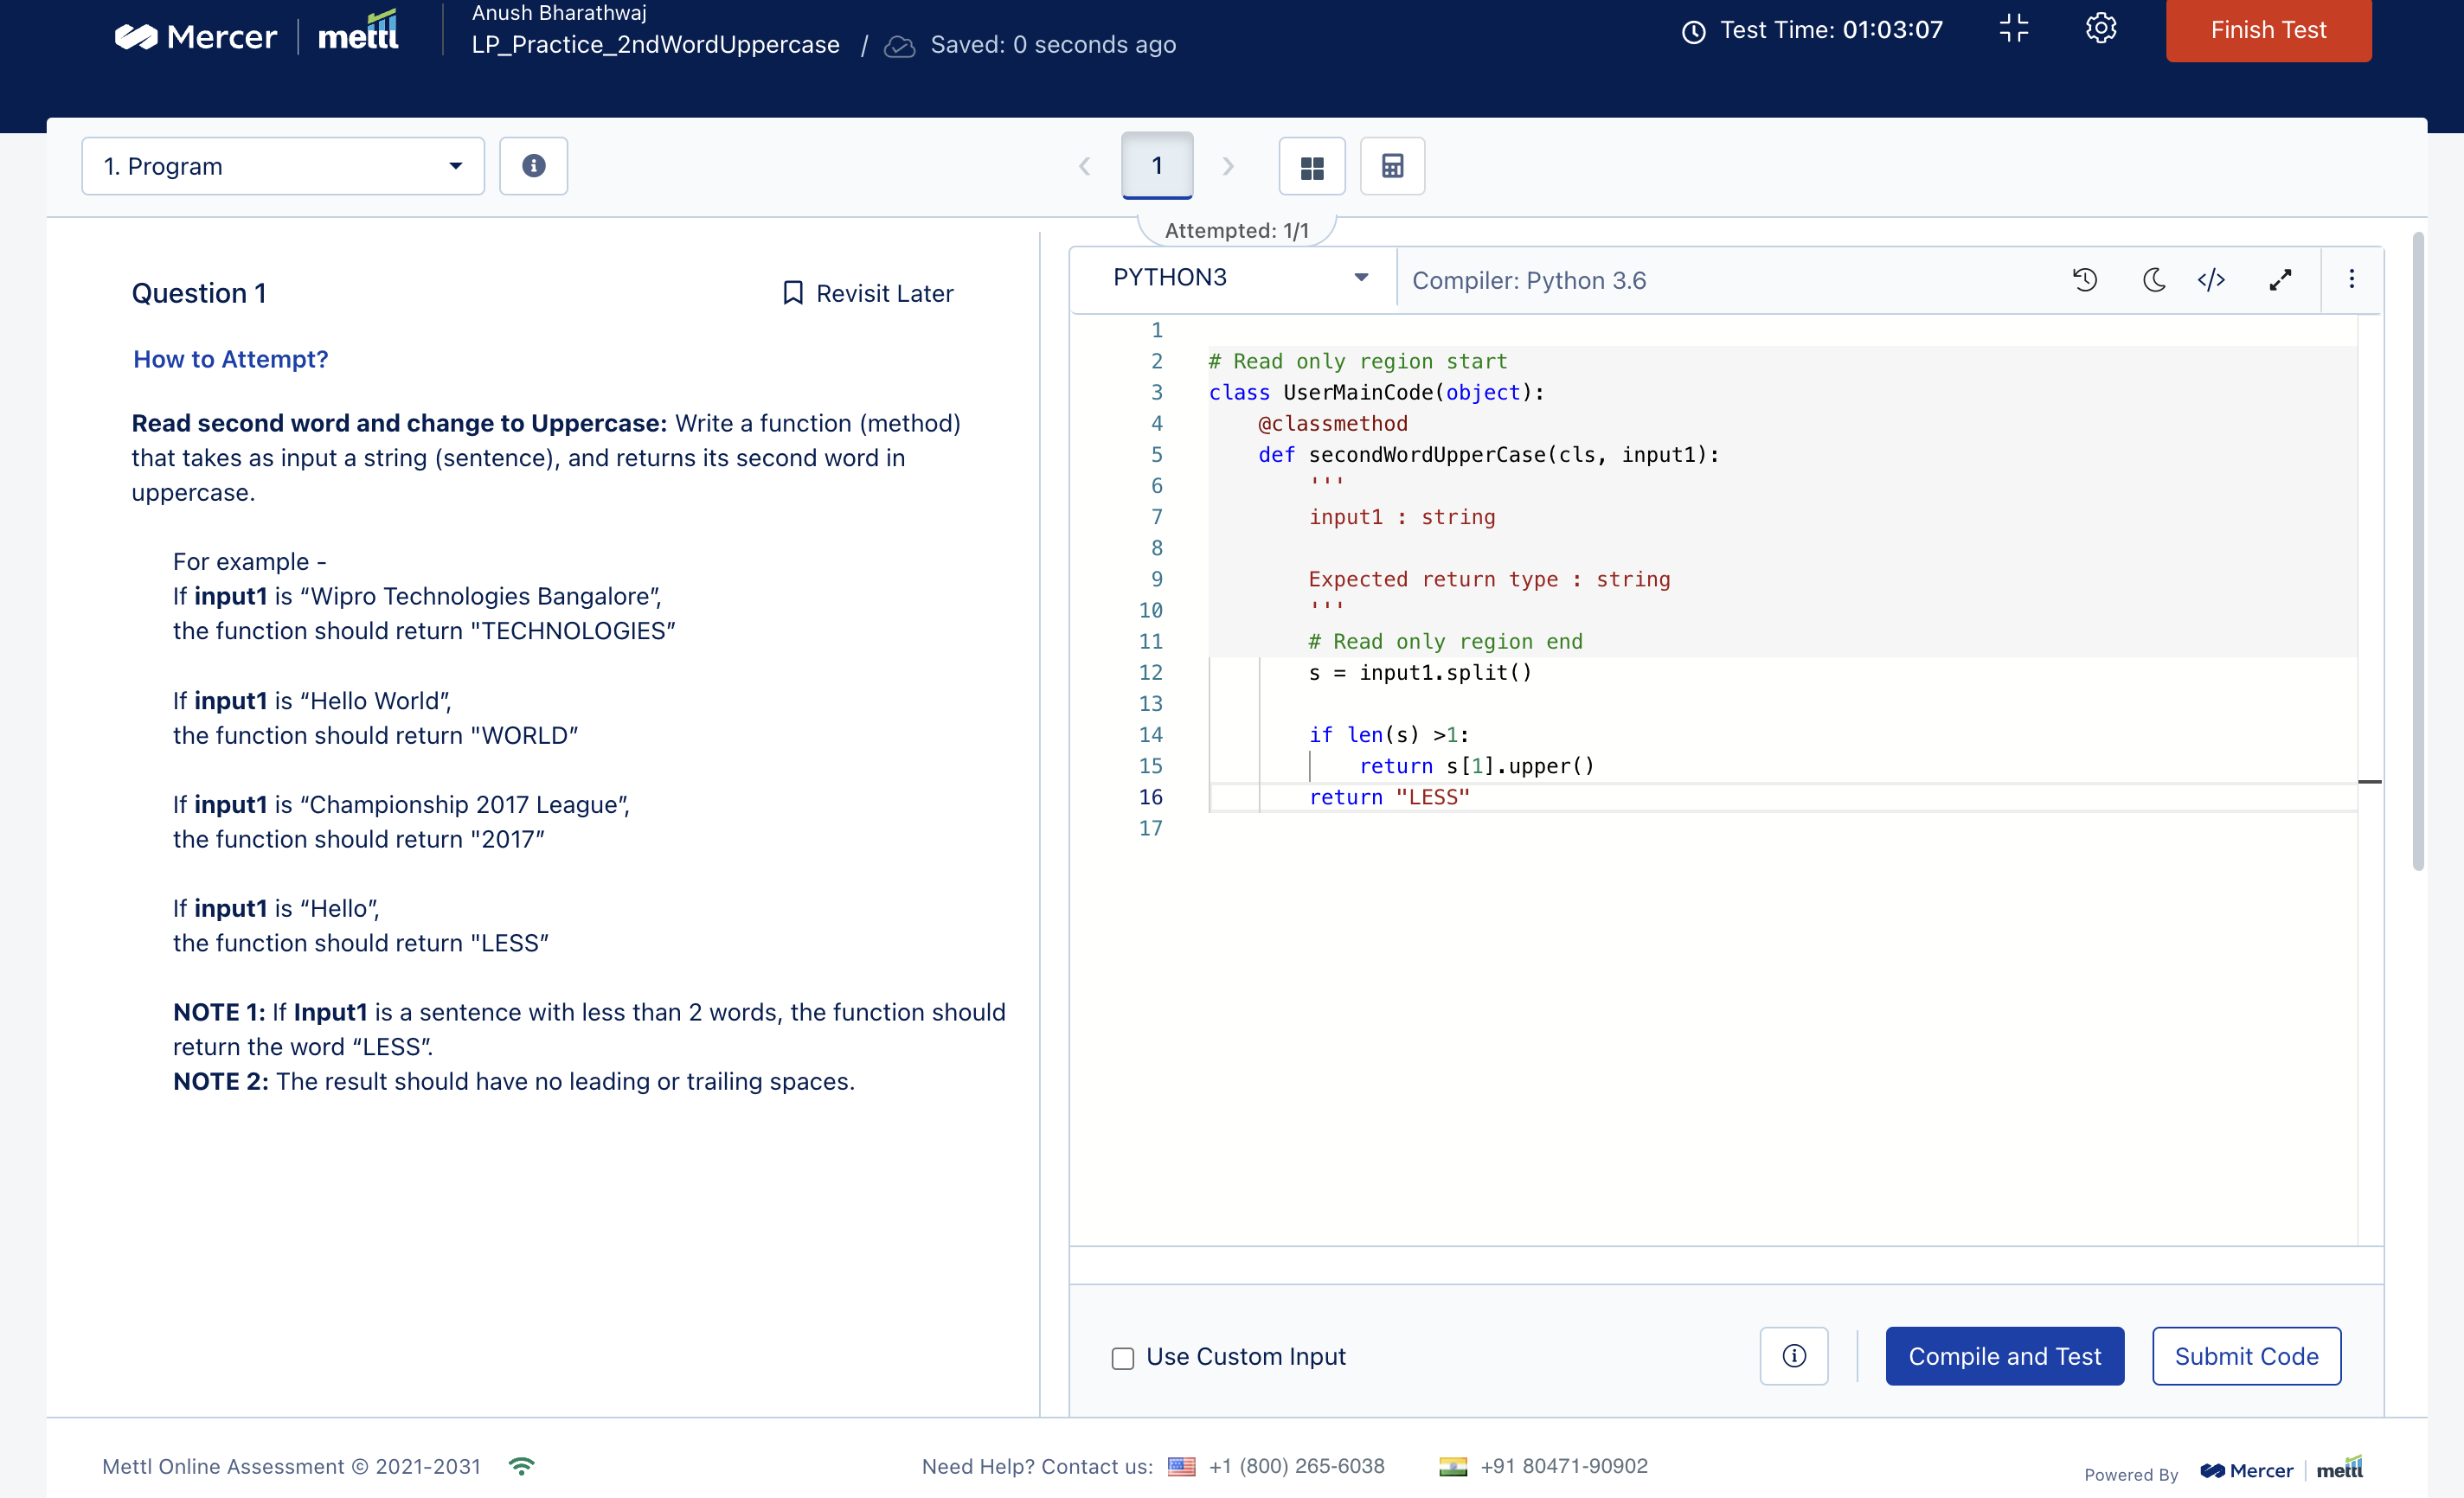 Mercer mettl
Anush Bharathwaj
LP_Practice_2ndWordUppercase / Saved: 0 seconds ago
Test Time: 01:03:07
Finish Test
1. Program
1
Attempted: 1/1
Question 1
Revisit Later
How to Attempt?
Read second word and change to Uppercase: Write a function (method)
that takes as input a string (sentence), and returns its second word in
uppercase.
For example -
If input1 is “Wipro Technologies Bangalore”,
the function should return "TECHNOLOGIES”
If input1 is “Hello World”,
the function should return "WORLD”
If input1 is “Championship 2017 League”,
the function should return "2017”
If input1 is “Hello”,
the function should return "LESS”
NOTE 1: If Input1 is a sentence with less than 2 words, the function should
return the word “LESS”.
NOTE 2: The result should have no leading or trailing spaces.
PYTHON3
Compiler: Python 3.6
1
2 # Read only region start
3 class UserMainCode(object):
4     @classmethod
5     def secondWordUpperCase(cls, input1):
6         '''
7         input1 : string
8
9         Expected return type : string
10         '''
11         # Read only region end
12         s = input1.split()
13
14         if len(s) >1:
15             return s[1].upper()
16         return "LESS"
17
Use Custom Input
Compile and Test
Submit Code
Mettl Online Assessment © 2021-2031
Need Help? Contact us: +1 (800) 265-6038 +91 80471-90902
Powered By Mercer mettl